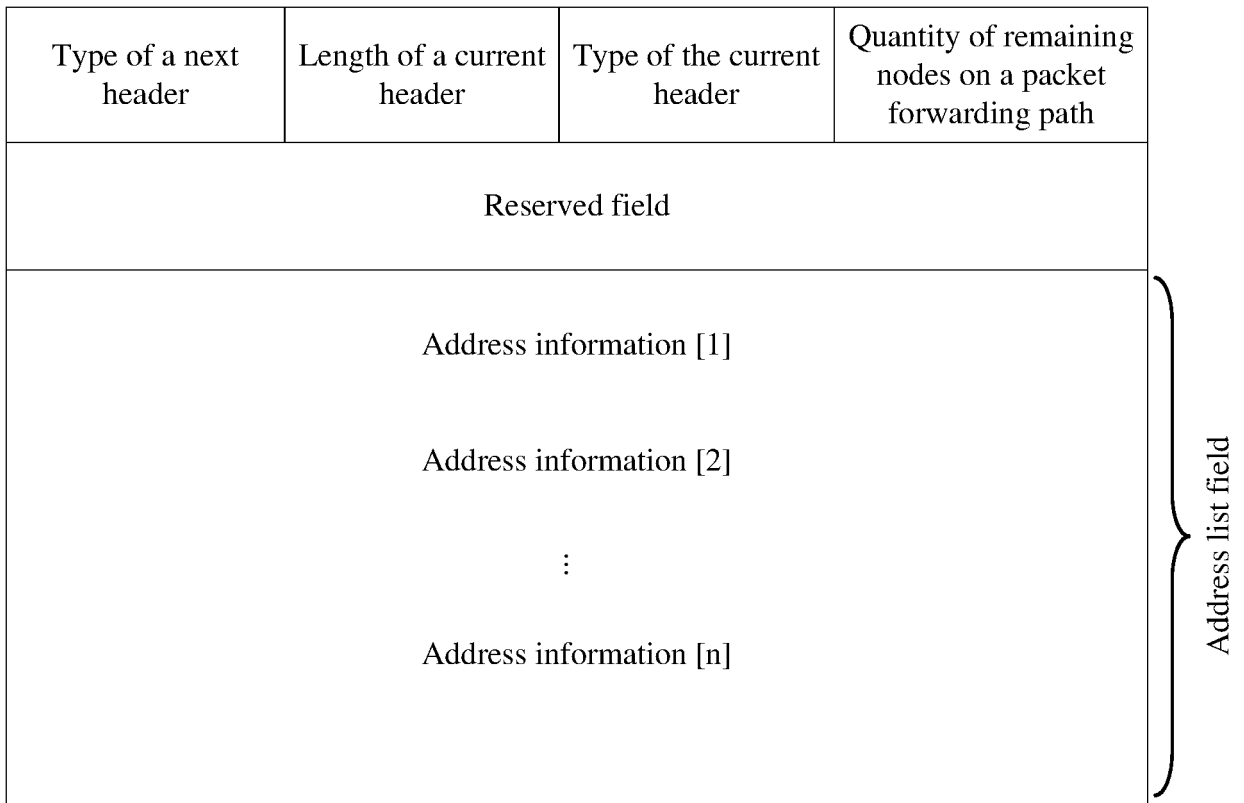 Type of a next
header
Length of a current
header
Type of the current
header
Quantity of remaining
nodes on a packet
forwarding path
Reserved field
Address information [1]
Address information [2]
⋮
Address information [n]
Address list field